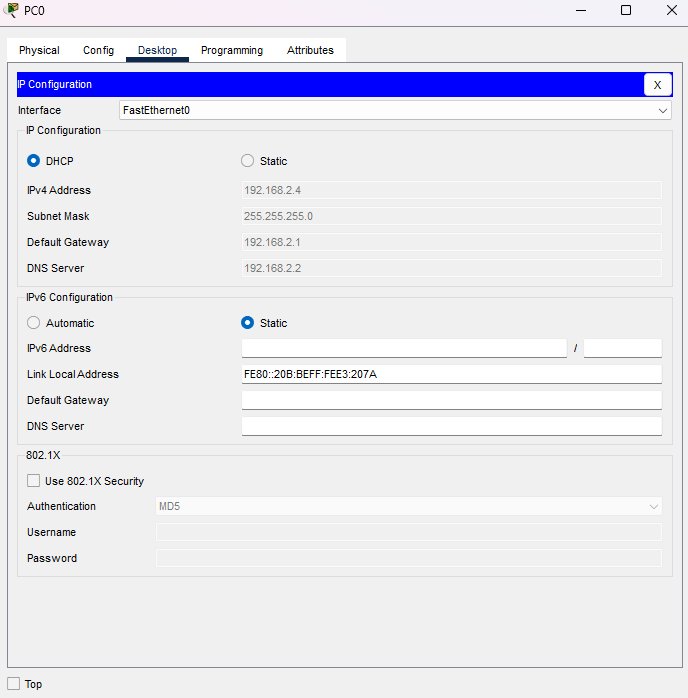 PC0
Physical Config Desktop Programming Attributes
IP Configuration X
Interface FastEthernet0
IP Configuration
DHCP Static
IPv4 Address 192.168.2.4
Subnet Mask 255.255.255.0
Default Gateway 192.168.2.1
DNS Server 192.168.2.2
IPv6 Configuration
Automatic Static
IPv6 Address /
Link Local Address FE80::20B:BEFF:FEE3:207A
Default Gateway
DNS Server
802.1X
Use 802.1X Security
Authentication MD5
Username
Password
Top